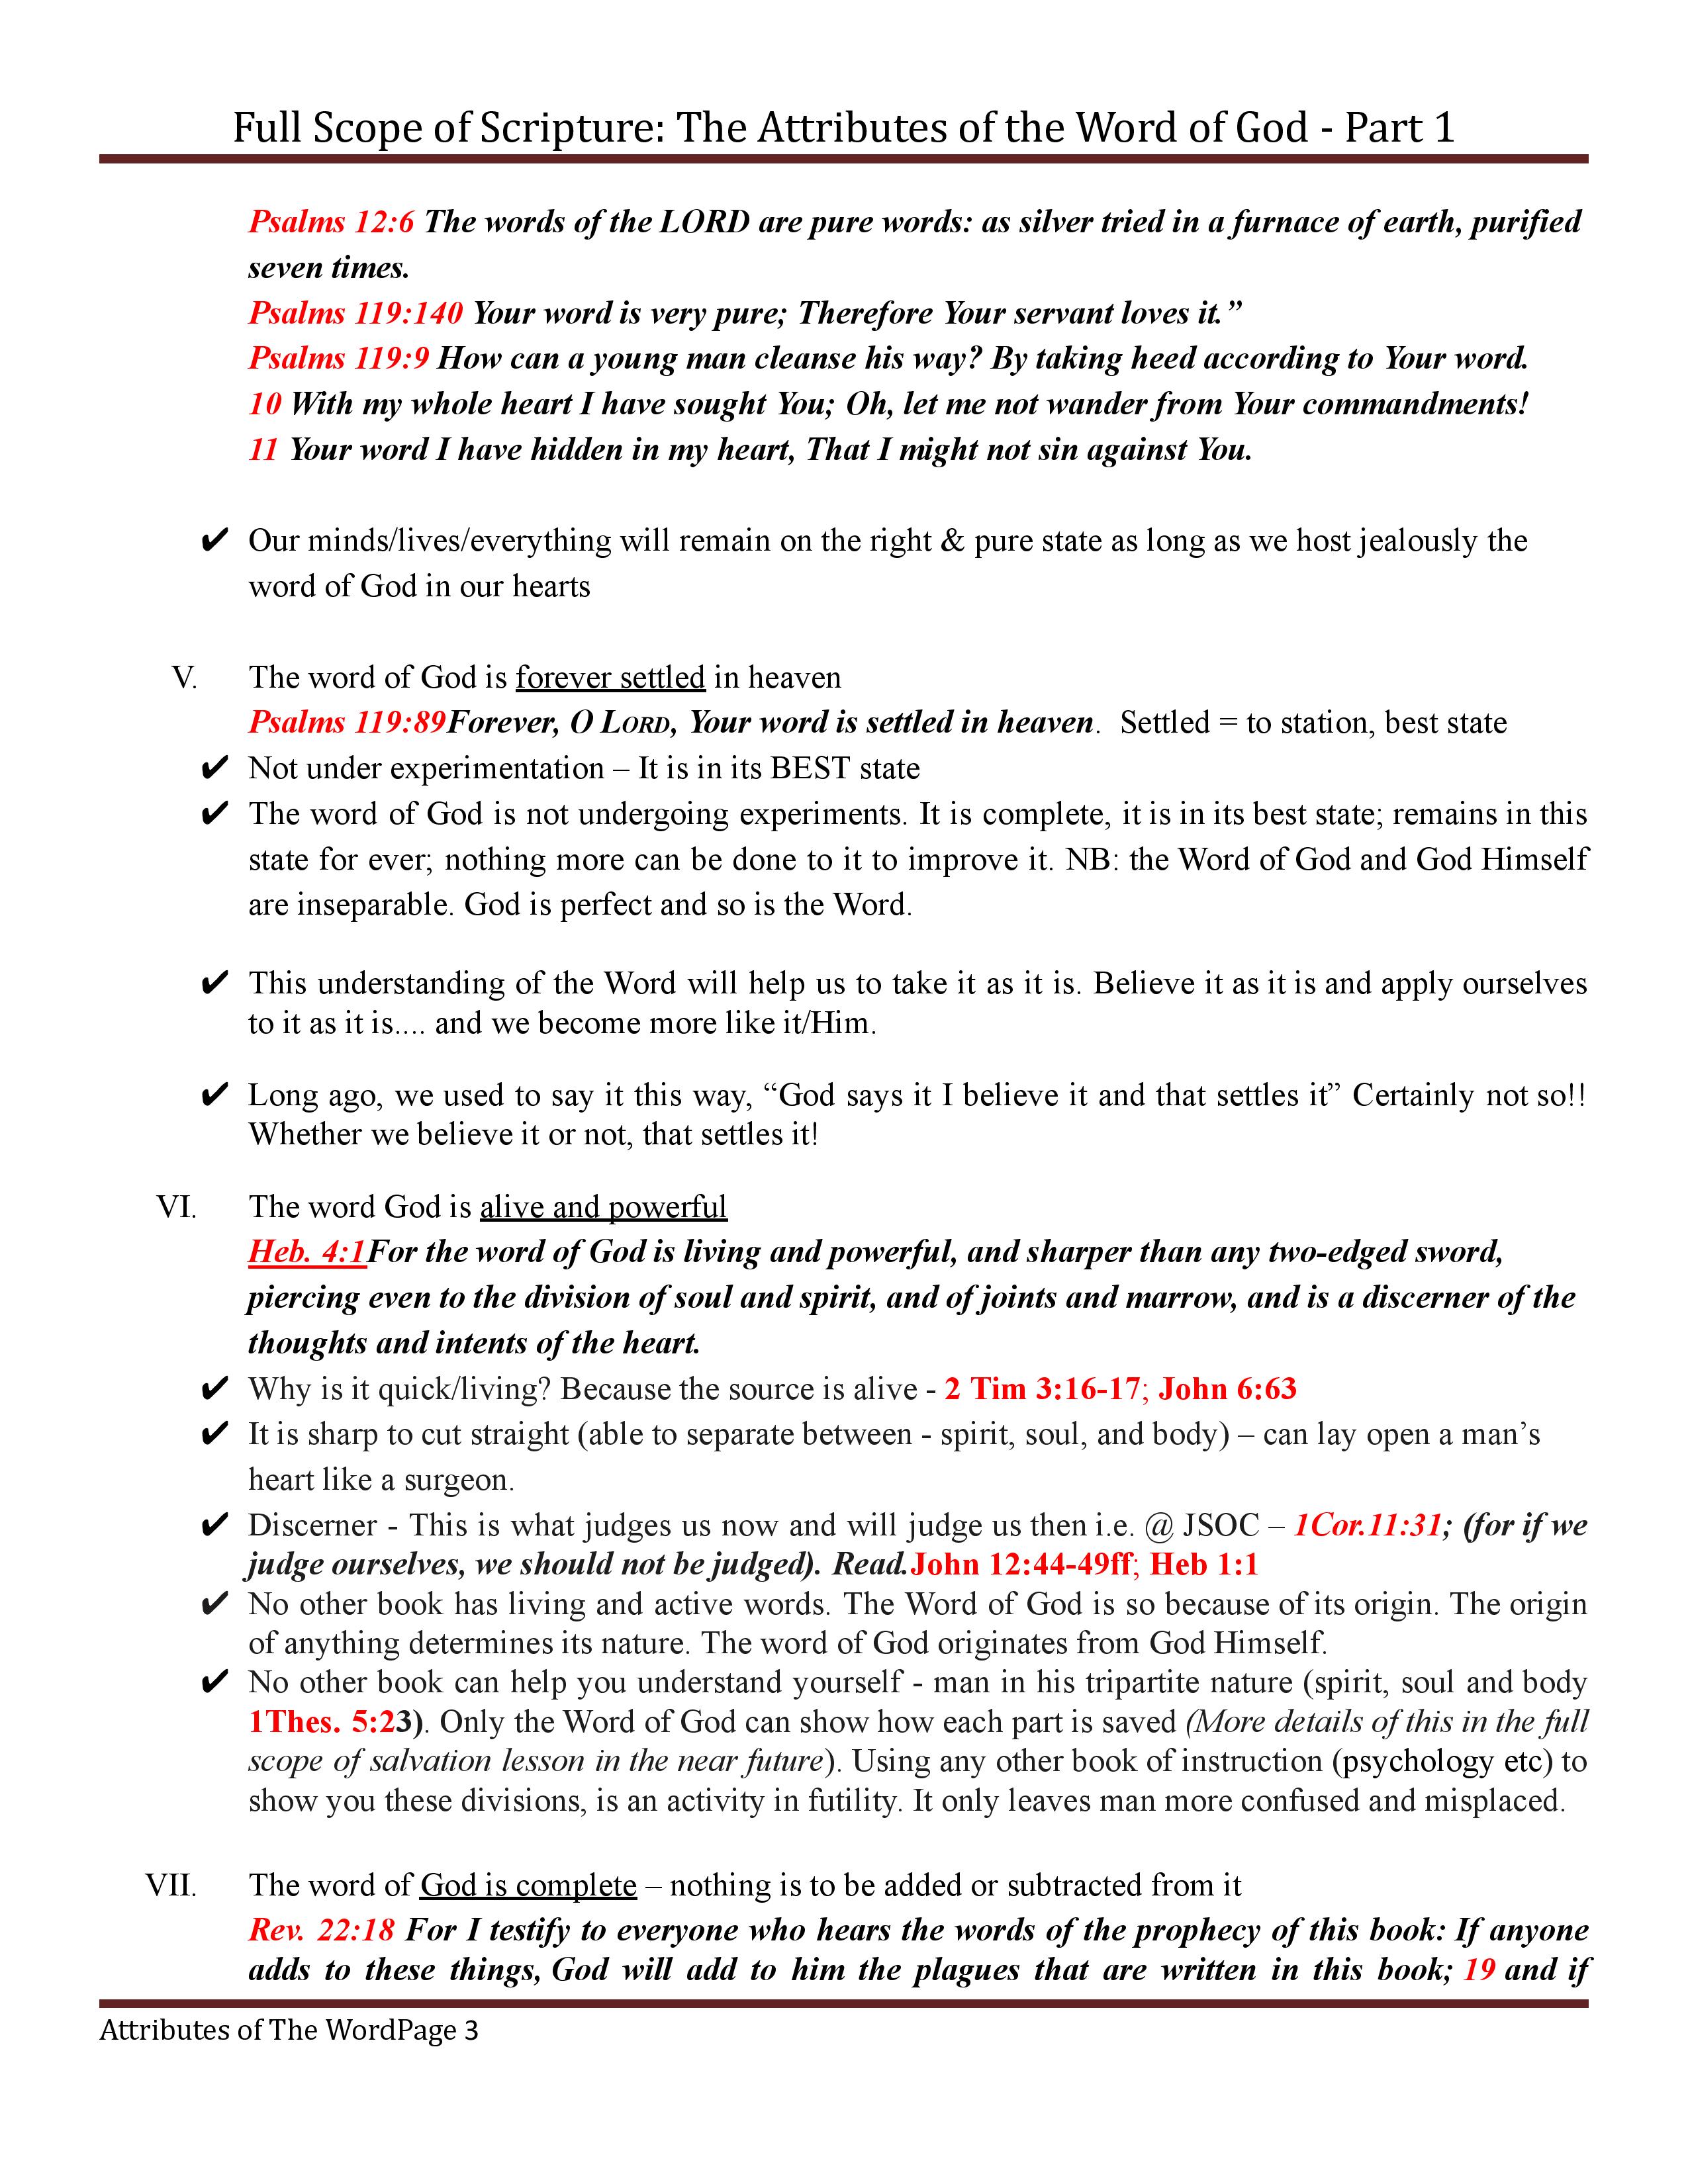 Full Scope of Scripture: The Attributes of the Word of God - Part 1
Psalms 12:6 The words of the LORD are pure words: as silver tried in a furnace of earth, purified
seven times.
Psalms 119:140 Your word is very pure; Therefore Your servant loves it.”
Psalms 119:9 How can a young man cleanse his way? By taking heed according to Your word.
10 With my whole heart I have sought You; Oh, let me not wander from Your commandments!
11 Your word I have hidden in my heart, That I might not sin against You.
✔ Our minds/lives/everything will remain on the right & pure state as long as we host jealously the
word of God in our hearts
V. The word of God is forever settled in heaven
Psalms 119:89Forever, O LORD, Your word is settled in heaven. Settled = to station, best state
✔ Not under experimentation – It is in its BEST state
✔ The word of God is not undergoing experiments. It is complete, it is in its best state; remains in this
state for ever; nothing more can be done to it to improve it. NB: the Word of God and God Himself
are inseparable. God is perfect and so is the Word.
✔ This understanding of the Word will help us to take it as it is. Believe it as it is and apply ourselves
to it as it is.... and we become more like it/Him.
✔ Long ago, we used to say it this way, “God says it I believe it and that settles it” Certainly not so!!
Whether we believe it or not, that settles it!
VI. The word God is alive and powerful
Heb. 4:1For the word of God is living and powerful, and sharper than any two-edged sword,
piercing even to the division of soul and spirit, and of joints and marrow, and is a discerner of the
thoughts and intents of the heart.
✔ Why is it quick/living? Because the source is alive - 2 Tim 3:16-17; John 6:63
✔ It is sharp to cut straight (able to separate between - spirit, soul, and body) – can lay open a man’s
heart like a surgeon.
✔ Discerner - This is what judges us now and will judge us then i.e. @ JSOC – 1Cor.11:31; (for if we
judge ourselves, we should not be judged). Read.John 12:44-49ff; Heb 1:1
✔ No other book has living and active words. The Word of God is so because of its origin. The origin
of anything determines its nature. The word of God originates from God Himself.
✔ No other book can help you understand yourself - man in his tripartite nature (spirit, soul and body
1Thes. 5:23). Only the Word of God can show how each part is saved (More details of this in the full
scope of salvation lesson in the near future). Using any other book of instruction (psychology etc) to
show you these divisions, is an activity in futility. It only leaves man more confused and misplaced.
VII. The word of God is complete – nothing is to be added or subtracted from it
Rev. 22:18 For I testify to everyone who hears the words of the prophecy of this book: If anyone
adds to these things, God will add to him the plagues that are written in this book; 19 and if
Attributes of The WordPage 3